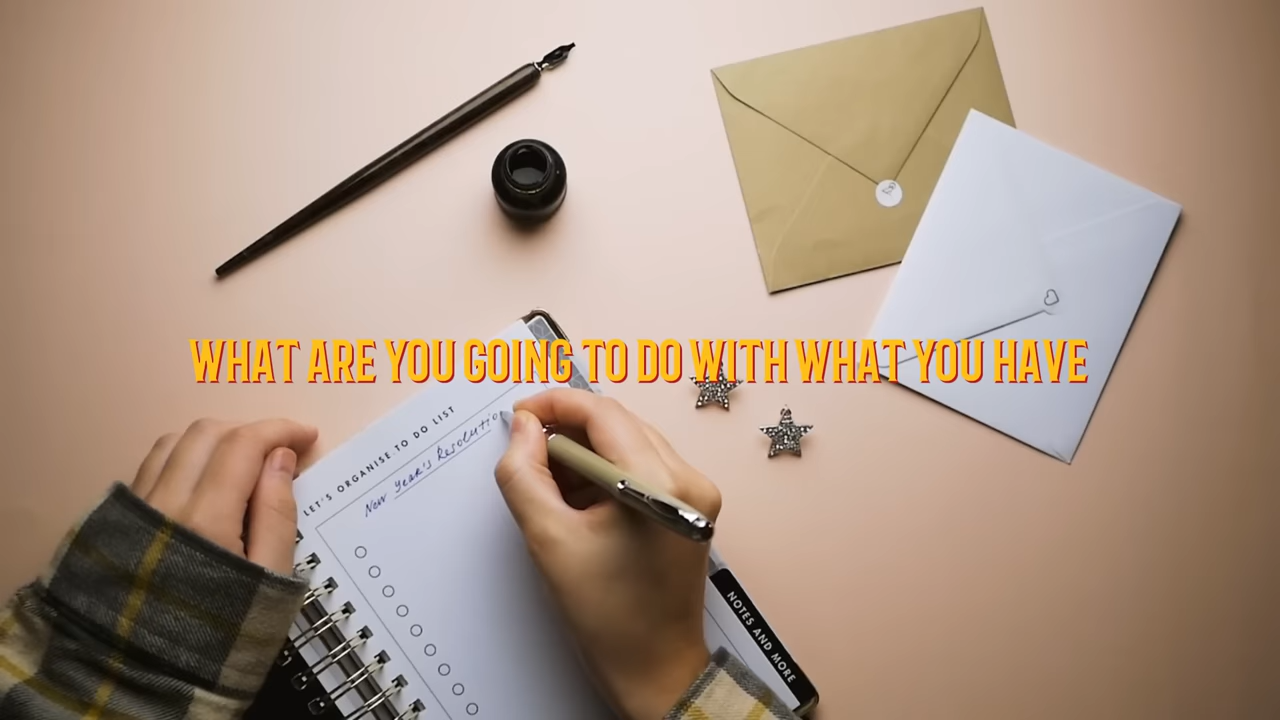 WHAT ARE YOU GOING TO DO WITH WHAT YOU HAVE
LET'S ORGANISE.TO DO LIST
New Year's Resolutio
NOTES AND MORE